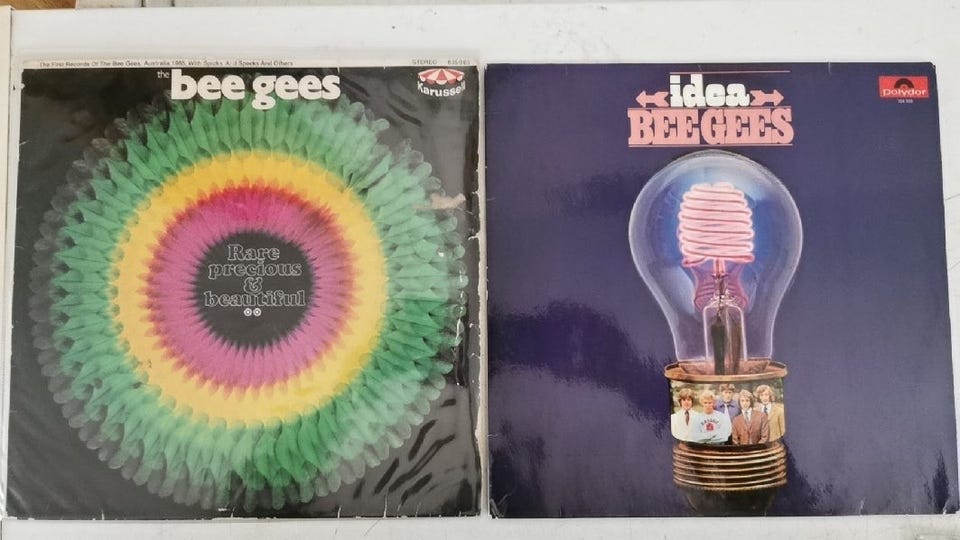 The First Records Of The Bee Gees, Australia 1965, With Spicks And Specks And Others
STEREO
the bee gees
Karussell
Rare
precious
&
beautiful
idea
BEE GEES
polydor